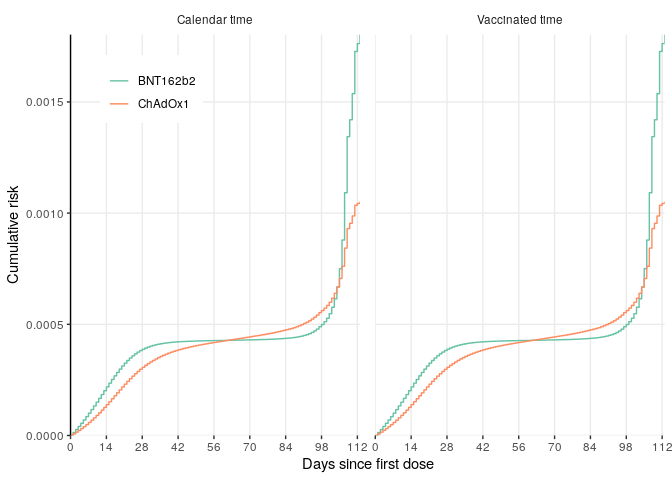 Calendar time
Vaccinated time
BNT162b2
ChAdOx1
Cumulative risk
0.0015
0.0010
0.0005
0.0000
0 14 28 42 56 70 84 98 112
0 14 28 42 56 70 84 98 112
Days since first dose